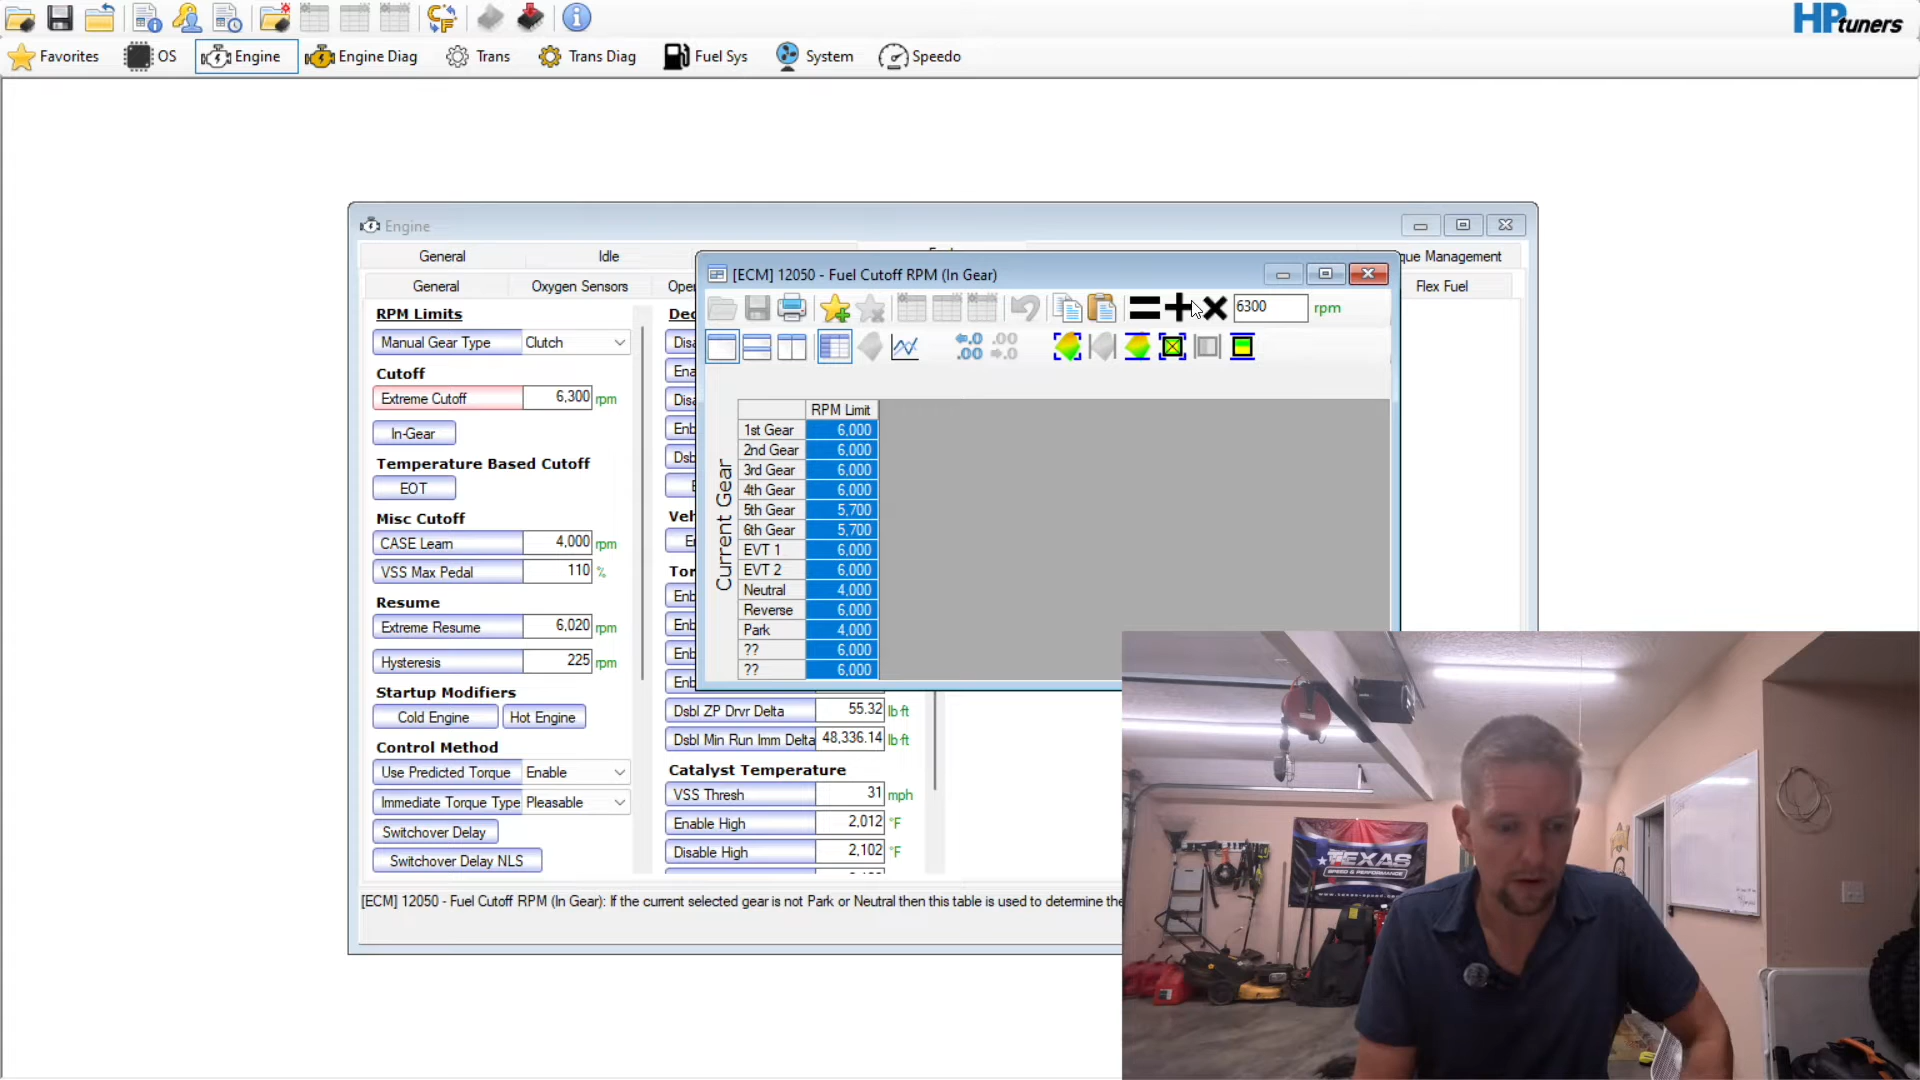 HPtuners
Favorites OS Engine Engine Diag Trans Trans Diag Fuel Sys System Speedo
Engine
General Idle que Management
General Oxygen Sensors Flex Fuel
RPM Limits
Manual Gear Type Clutch
Cutoff
Extreme Cutoff 6,300 rpm
In-Gear
Temperature Based Cutoff
EOT
Misc Cutoff
CASE Learn 4,000 rpm
VSS Max Pedal 110 %
Resume
Extreme Resume 6,020 rpm
Hysteresis 225 rpm
Startup Modifiers
Cold Engine Hot Engine
Control Method
Use Predicted Torque Enable
Immediate Torque Type Pleasable
Switchover Delay
Switchover Delay NLS
Dsbl ZP Drvr Delta 55.32 lb·ft
Dsbl Min Run Imm Delta 48,336.14 lb·ft
Catalyst Temperature
VSS Thresh 31 mph
Enable High 2,012 °F
Disable High 2,102 °F
[ECM] 12050 - Fuel Cutoff RPM (In Gear)
6300 rpm
Current Gear
RPM Limit
1st Gear 6,000
2nd Gear 6,000
3rd Gear 6,000
4th Gear 6,000
5th Gear 5,700
6th Gear 5,700
EVT 1 6,000
EVT 2 6,000
Neutral 4,000
Reverse 6,000
Park 4,000
?? 6,000
?? 6,000
[ECM] 12050 - Fuel Cutoff RPM (In Gear): If the current selected gear is not Park or Neutral then this table is used to determine the
TEXAS
SPEED & PERFORMANCE
www.texas-speed.com